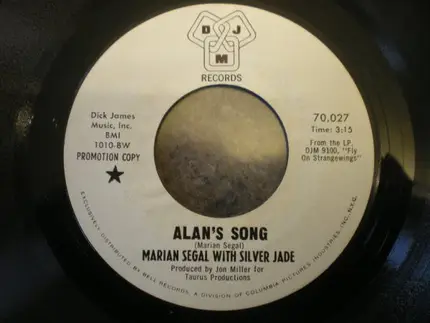 D J M
RECORDS
Dick James
Music, Inc.
BMI
1010-BW
PROMOTION COPY
70.027
Time: 3:15
From the LP
DJM 9100, "Fly
On Strangewings"
ALAN'S SONG
(Marian Segal)
MARIAN SEGAL WITH SILVER JADE
Produced by Jon Miller for
Taurus Productions
EXCLUSIVELY DISTRIBUTED BY BELL RECORDS, A DIVISION OF COLUMBIA PICTURES INDUSTRIES, INC., N.Y.C.